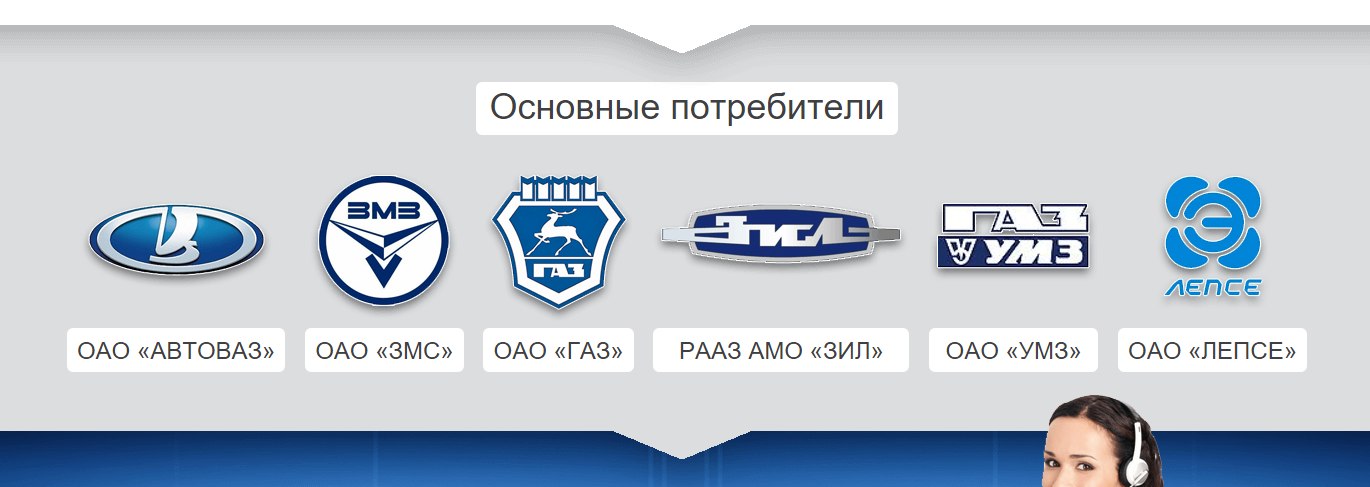 Основные потребители
ЗМЗ
ГАЗ
ЗИЛ
ГАЗ
УМЗ
Э
ЛЕПСЕ
ОАО «АВТОВАЗ»
ОАО «ЗМС»
ОАО «ГАЗ»
РААЗ АМО «ЗИЛ»
ОАО «УМЗ»
ОАО «ЛЕПСЕ»